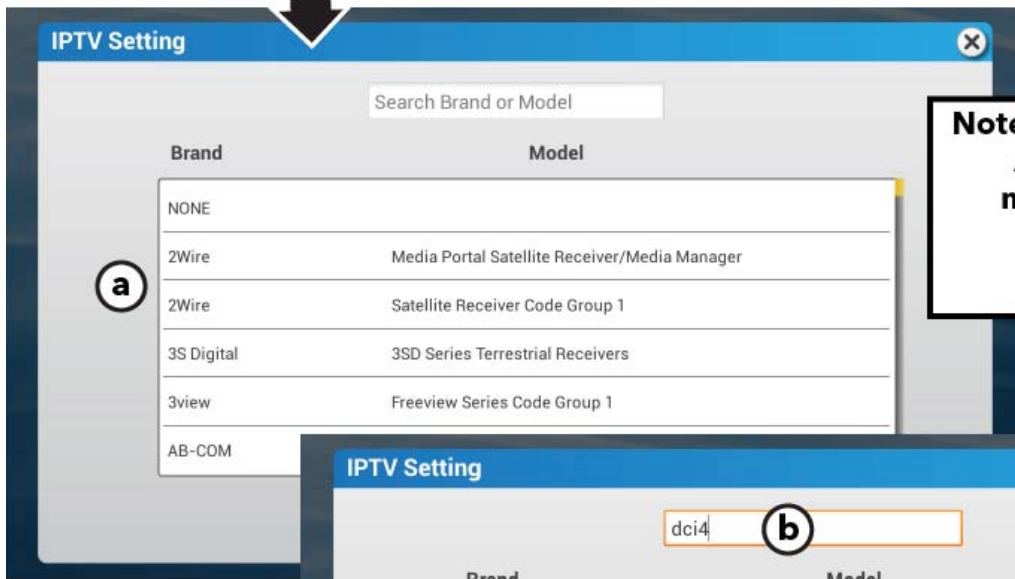 IPTV Setting
Search Brand or Model
Brand Model
NONE
2Wire Media Portal Satellite Receiver/Media Manager
2Wire Satellite Receiver Code Group 1
3S Digital 3SD Series Terrestrial Receivers
3view Freeview Series Code Group 1
AB-COM
a
Note
IPTV Setting
dci4
b
Brand Model